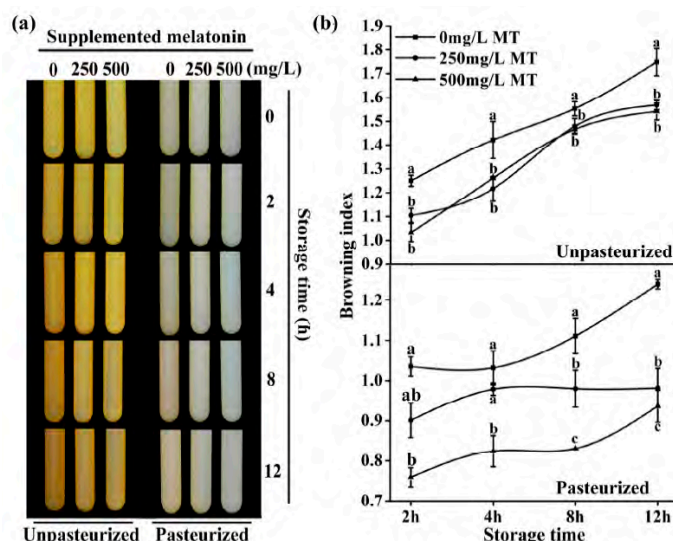 (a)
Supplemented melatonin
0 250 500 0 250 500 (mg/L)
0
2
4
8
12
Storage time (h)
Unpasteurized Pasteurized
(b)
1.9
1.8
1.7
1.6
1.5
1.4
1.3
1.2
1.1
1.0
0.9
0mg/L MT
250mg/L MT
500mg/L MT
a
a
a
a
b
b
b
b
b
b
b
b
Unpasteurized
Browning index
1.2
1.1
1.0
0.9
0.8
0.7
a
a
a
a
ab
a
b
b
b
b
c
c
Pasteurized
2h 4h 8h 12h
Storage time